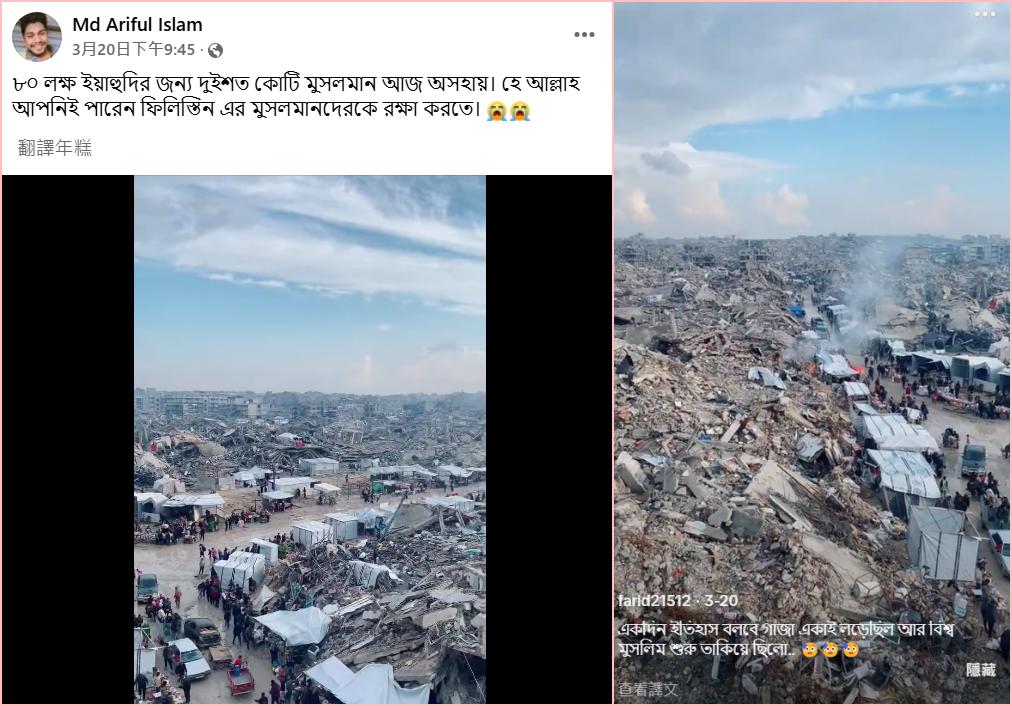 Md Ariful Islam
3月20日下午9:45 ·
৮০ লক্ষ ইয়াহুদির জন্য দুইশত কোটি মুসলমান আজ অসহায়। হে আল্লাহ
আপনিই পারেন ফিলিস্তিন এর মুসলমানদেরকে রক্ষা করতে। 😭😭
翻譯年糕
farid21512 · 3-20
একদিন ইতিহাস বলবে গাজা একাই লড়েছিল আর বিশ্ব
মুসলিম শুরু তাকিয়ে ছিলো.. 😳😳😳
隱藏
查看譯文